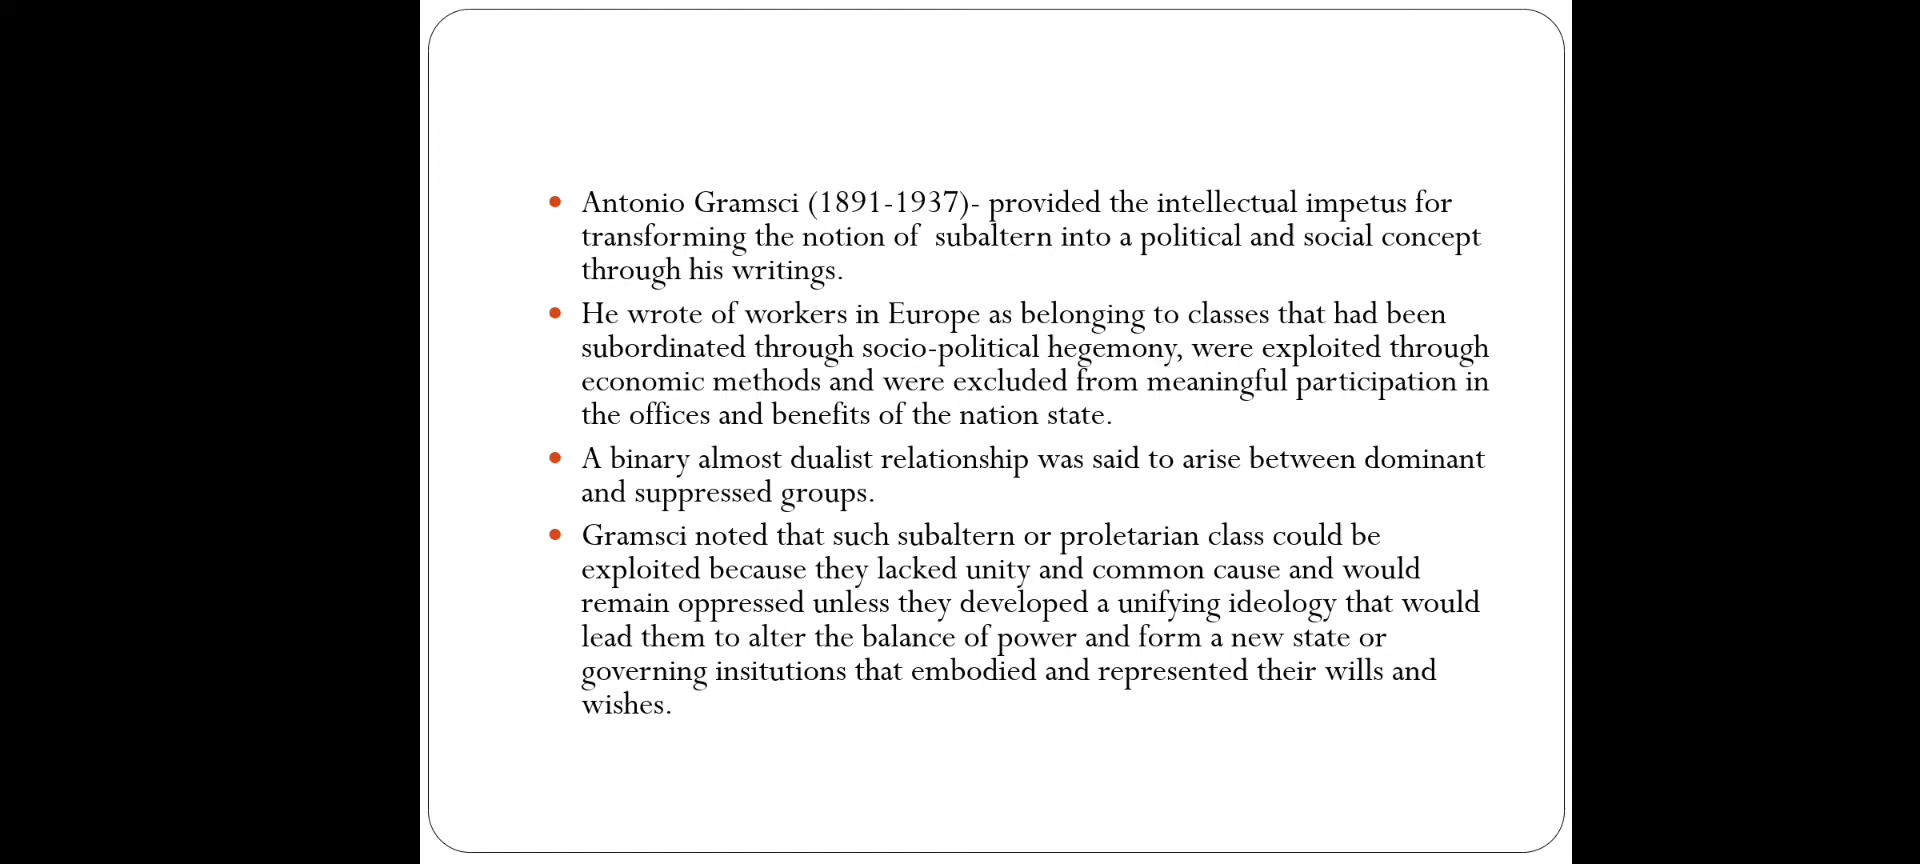 • Antonio Gramsci (1891-1937)- provided the intellectual impetus for
transforming the notion of  subaltern into a political and social concept
through his writings.
• He wrote of workers in Europe as belonging to classes that had been
subordinated through socio-political hegemony, were exploited through
economic methods and were excluded from meaningful participation in
the offices and benefits of the nation state.
• A binary almost dualist relationship was said to arise between dominant
and suppressed groups.
• Gramsci noted that such subaltern or proletarian class could be
exploited because they lacked unity and common cause and would
remain oppressed unless they developed a unifying ideology that would
lead them to alter the balance of power and form a new state or
governing insitutions that embodied and represented their wills and
wishes.